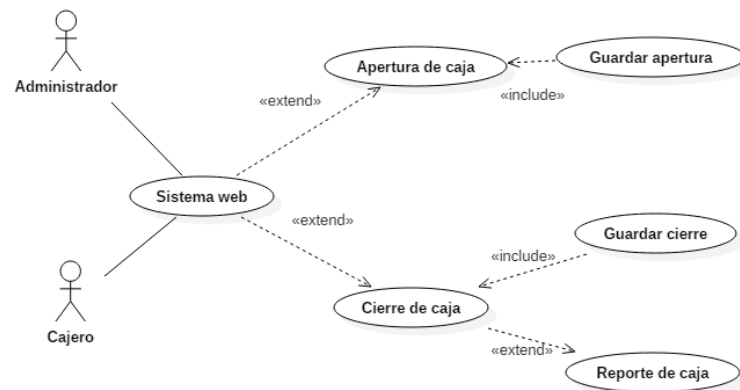 Administrador
Apertura de caja
Guardar apertura
«extend»
«include»
Sistema web
«extend»
Guardar cierre
«include»
Cierre de caja
Cajero
«extend»
Reporte de caja